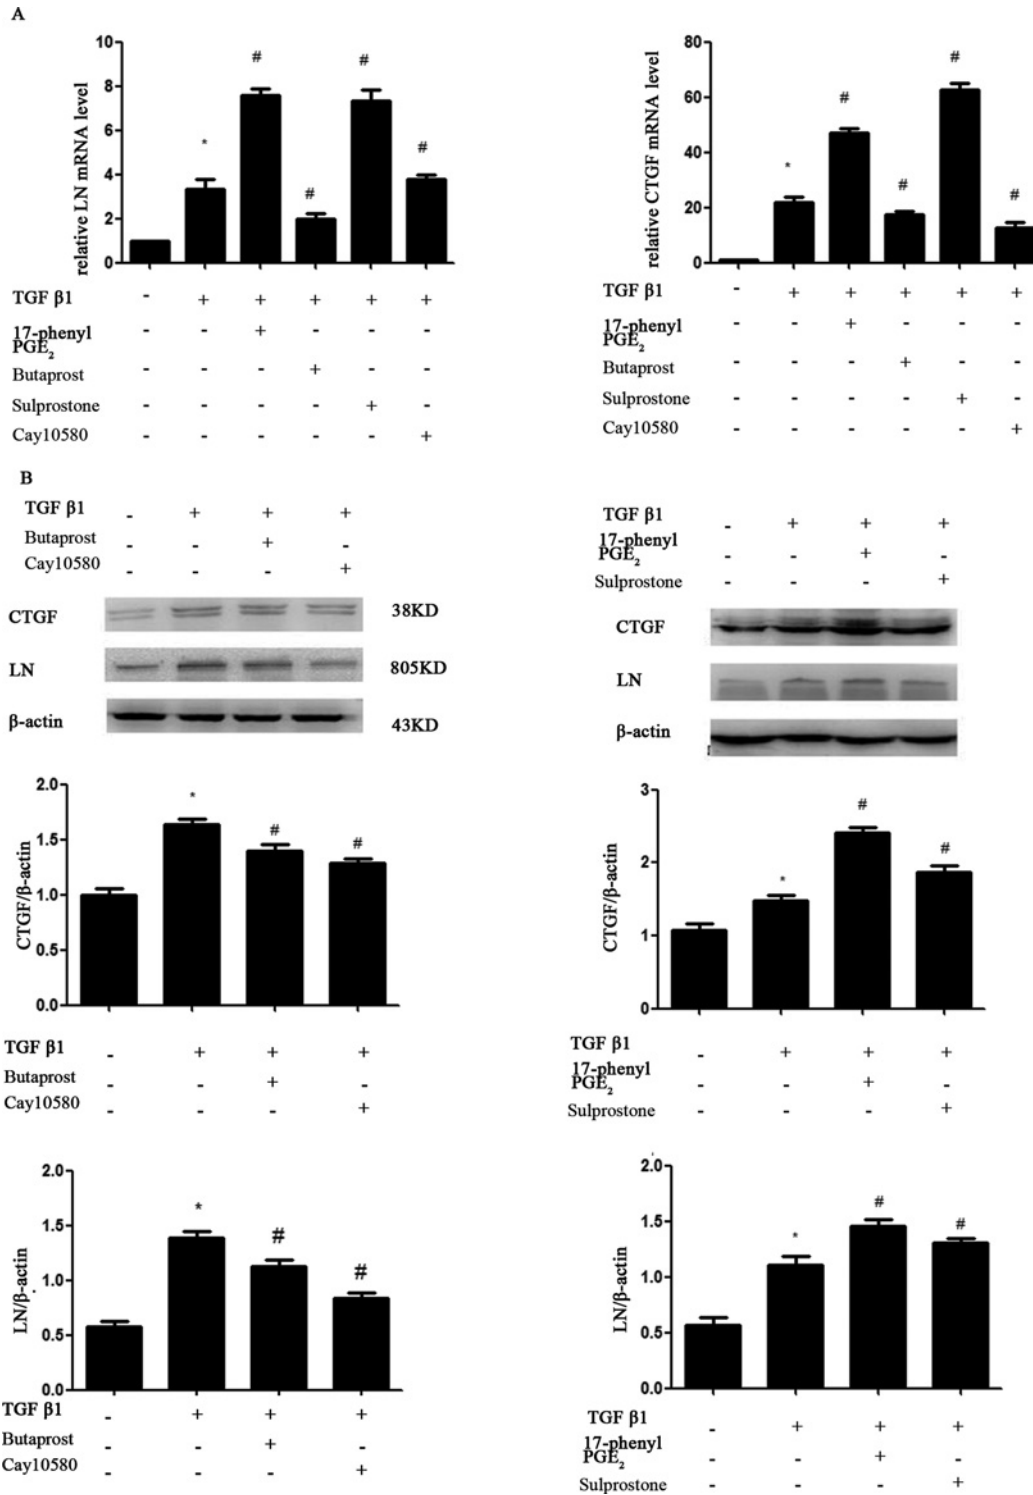 A
relative LN mRNA level
10
8
6
4
2
0
*
#
#
#
#
TGF β1 - + + + + +
17-phenyl PGE2 - - + - - -
Butaprost - - - + - -
Sulprostone - - - - + -
Cay10580 - - - - - +
relative CTGF mRNA level
80
60
40
20
0
*
#
#
#
#
TGF β1 - + + + + +
17-phenyl PGE2 - - + - - -
Butaprost - - - + - -
Sulprostone - - - - + -
Cay10580 - - - - - +
B
TGF β1 - + + +
Butaprost - - + -
Cay10580 - - - +
CTGF 38KD
LN 805KD
β-actin 43KD
TGF β1 - + + +
17-phenyl PGE2 - - + -
Sulprostone - - - +
CTGF
LN
β-actin
CTGF/β-actin
2.0
1.5
1.0
0.5
0.0
*
#
#
TGF β1 - + + +
Butaprost - - + -
Cay10580 - - - +
CTGF/β-actin
3
2
1
0
*
#
#
TGF β1 - + + +
17-phenyl PGE2 - - + -
Sulprostone - - - +
LN/β-actin
2.0
1.5
1.0
0.5
0.0
*
#
#
TGF β1 - + + +
Butaprost - - + -
Cay10580 - - - +
LN/β-actin
2.0
1.5
1.0
0.5
0.0
*
#
#
TGF β1 - + + +
17-phenyl PGE2 - - + -
Sulprostone - - - +